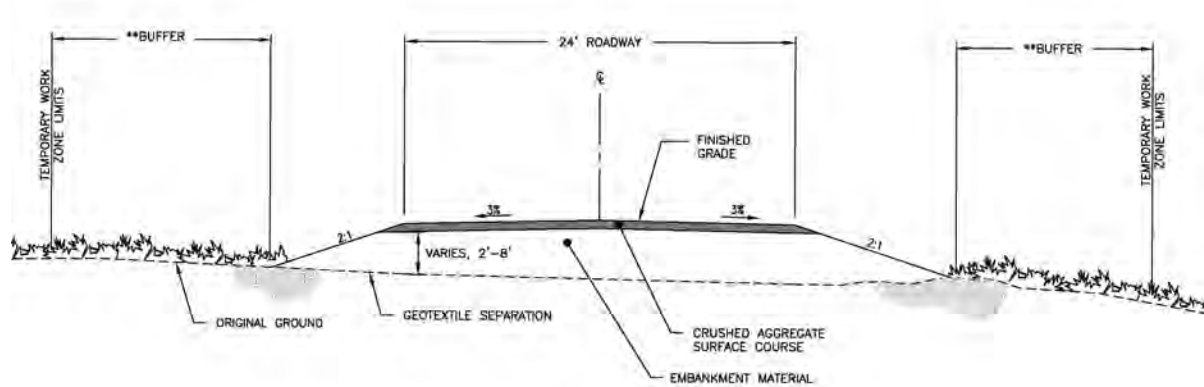 **BUFFER
24' ROADWAY
**BUFFER
TEMPORARY WORK
ZONE LIMITS
℄
FINISHED
GRADE
TEMPORARY WORK
ZONE LIMITS
3%
3%
2:1
2:1
VARIES, 2'-8'
ORIGINAL GROUND
GEOTEXTILE SEPARATION
CRUSHED AGGREGATE
SURFACE COURSE
EMBANKMENT MATERIAL